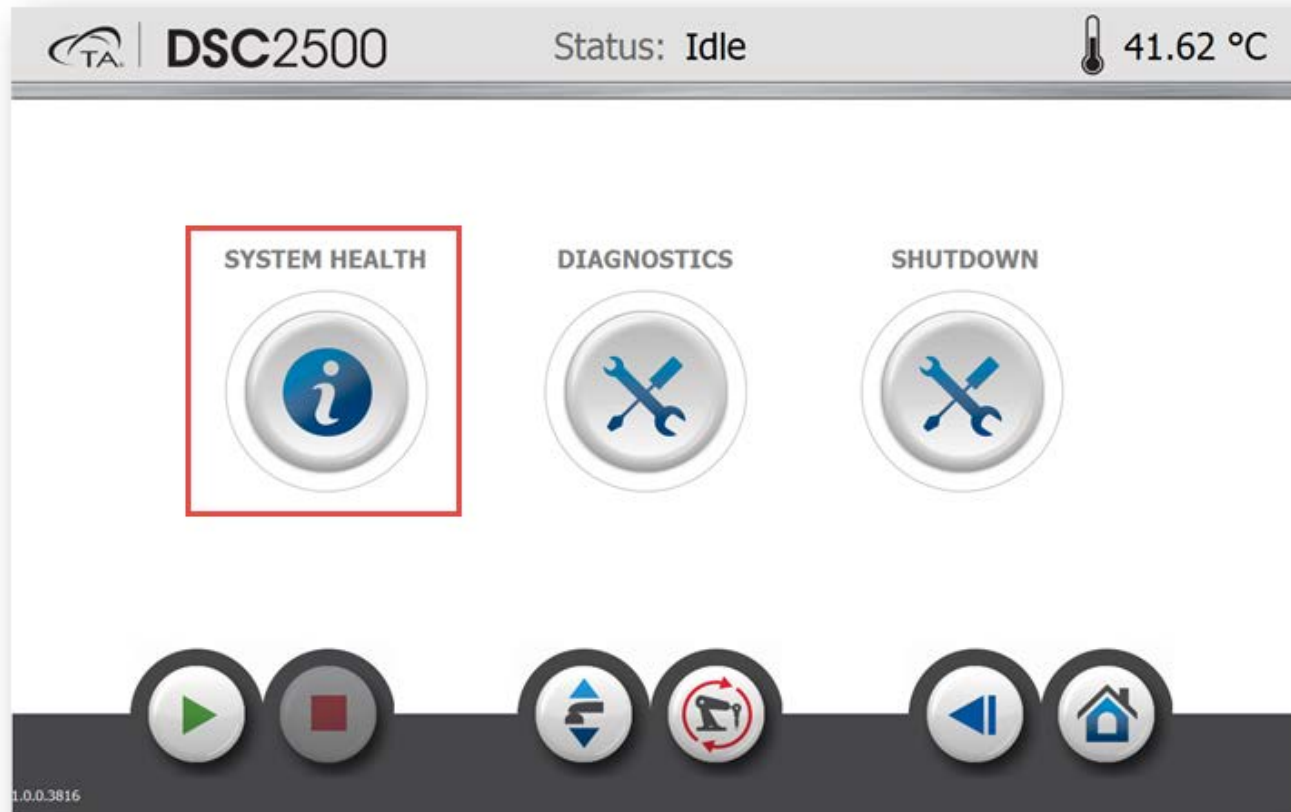 TA DSC2500 Status: Idle 41.62 °C
SYSTEM HEALTH DIAGNOSTICS SHUTDOWN
1.0.0.3816